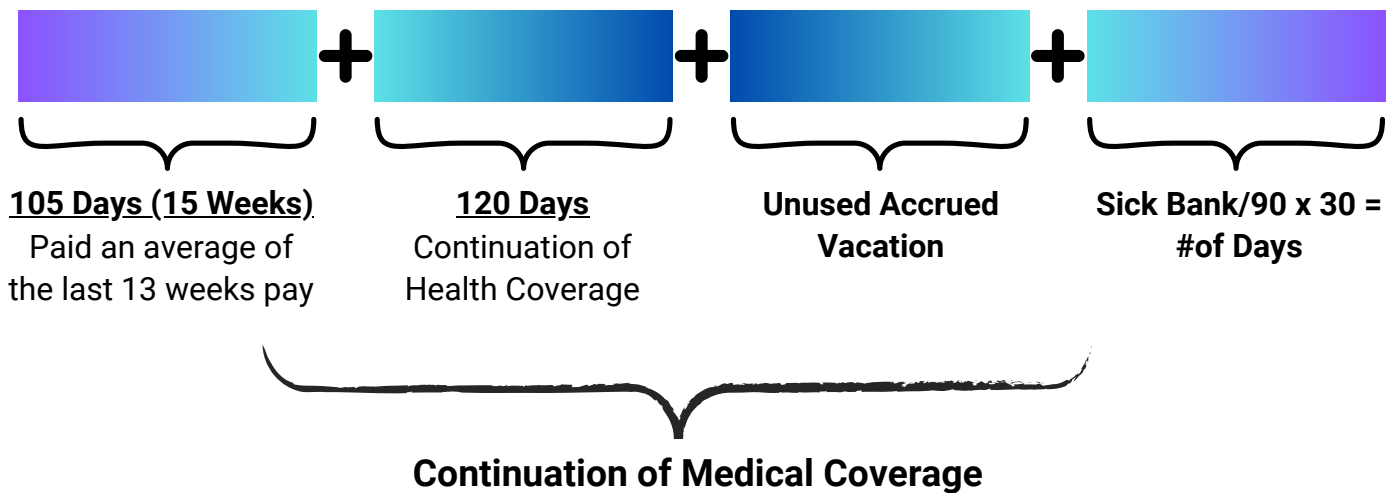 105 Days (15 Weeks)
Paid an average of
the last 13 weeks pay
120 Days
Continuation of
Health Coverage
Unused Accrued
Vacation
Sick Bank/90 x 30 =
#of Days
Continuation of Medical Coverage